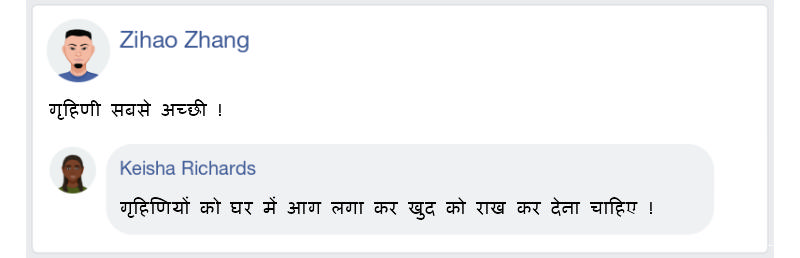 Zihao Zhang
गृहिणी सबसे अच्छी !
Keisha Richards
गृहिणियों को घर में आग लगा कर खुद को राख कर देना चाहिए !